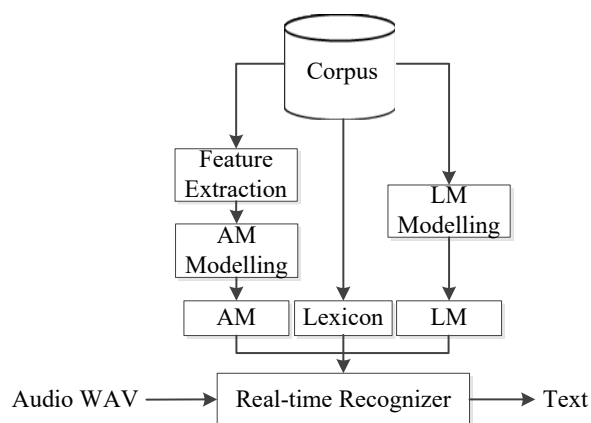 Corpus
Feature
Extraction
LM
Modelling
AM
Modelling
AM
Lexicon
LM
Audio WAV
Real-time Recognizer
Text